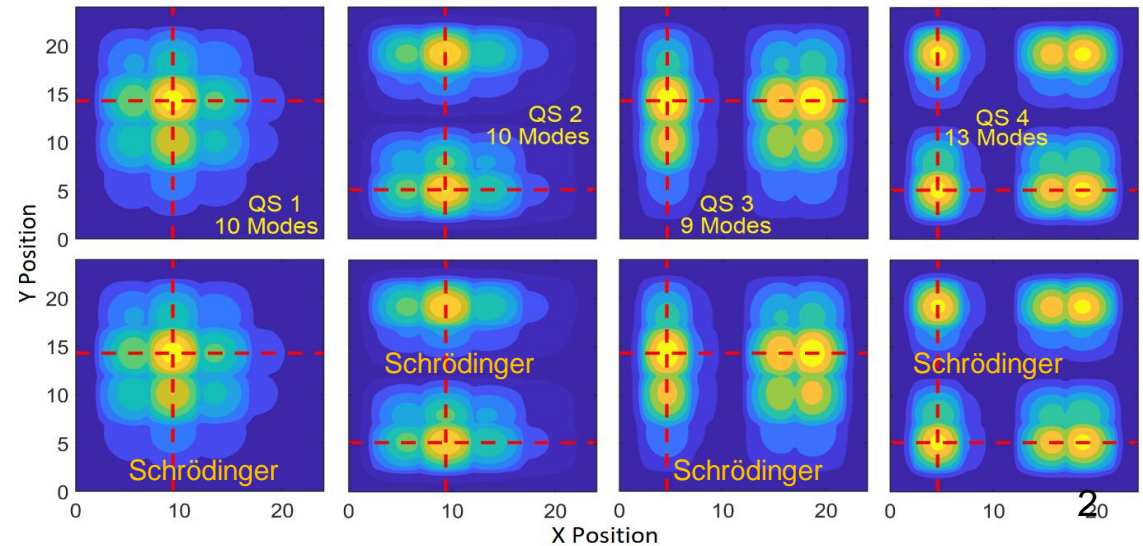 20
15
10
5
0
QS 1
10 Modes
QS 2
10 Modes
QS 3
9 Modes
QS 4
13 Modes
Y Position
20
15
10
5
0
Schrödinger
Schrödinger
Schrödinger
Schrödinger
0 10 20
0 10 20
0 10 20
0 10 20
2
X Position